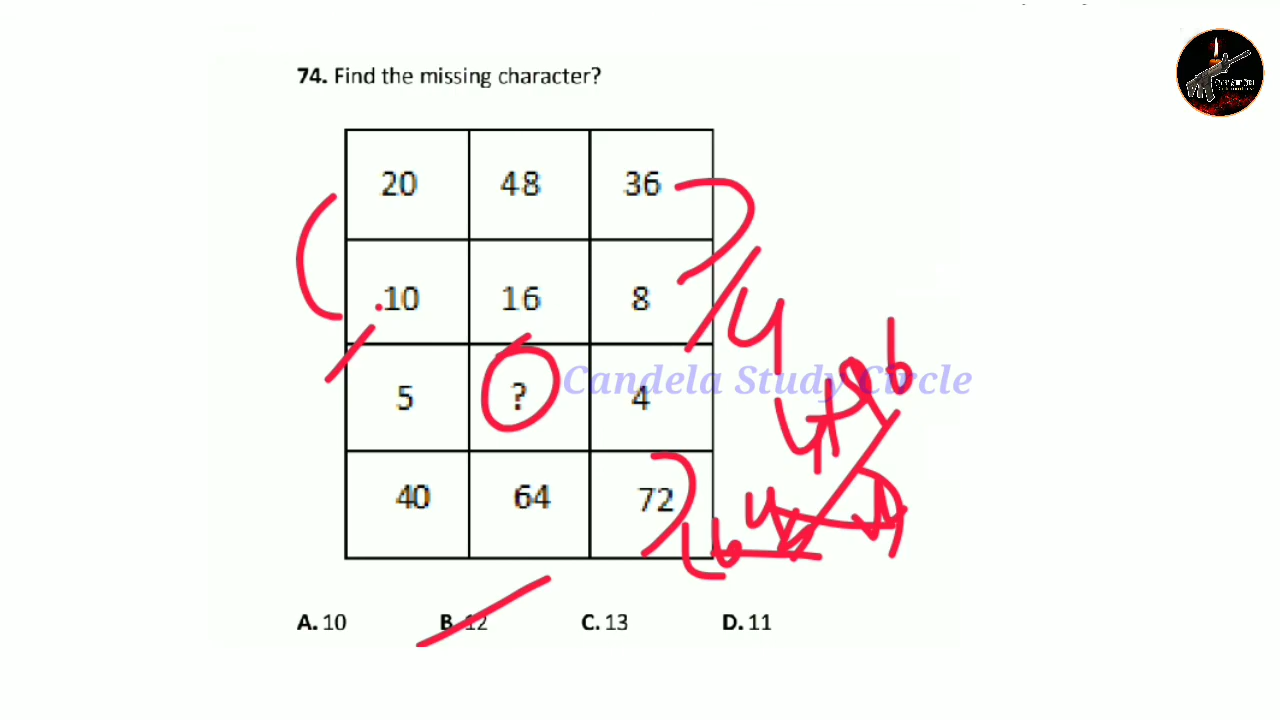 74. Find the missing character?
20 48 36
10 16 8
5 ? 4
Candela Study Circle
40 64 72
A. 10 B. 12 C. 13 D. 11